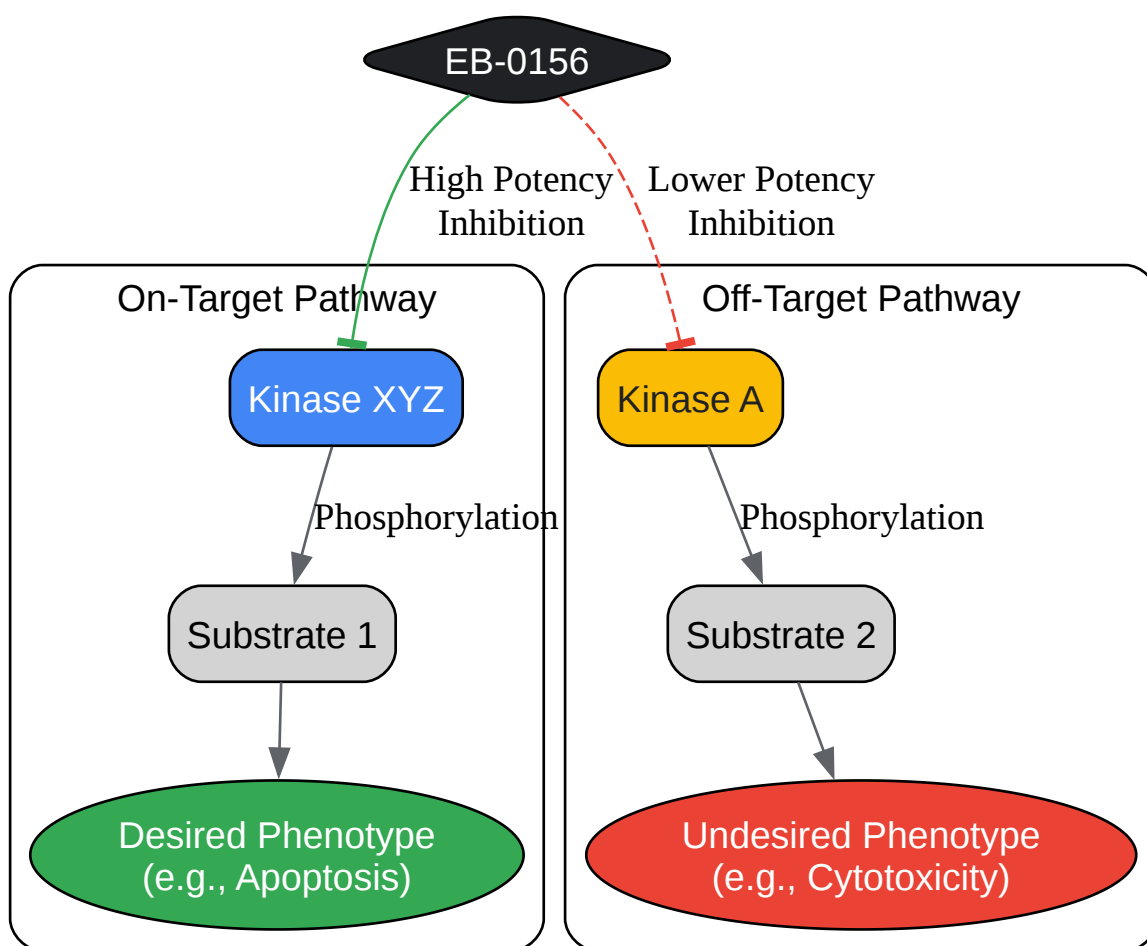 EB-0156
High Potency
Inhibition
Lower Potency
Inhibition
On-Target Pathway
Kinase XYZ
Phosphorylation
Substrate 1
Desired Phenotype
(e.g., Apoptosis)
Off-Target Pathway
Kinase A
Phosphorylation
Substrate 2
Undesired Phenotype
(e.g., Cytotoxicity)